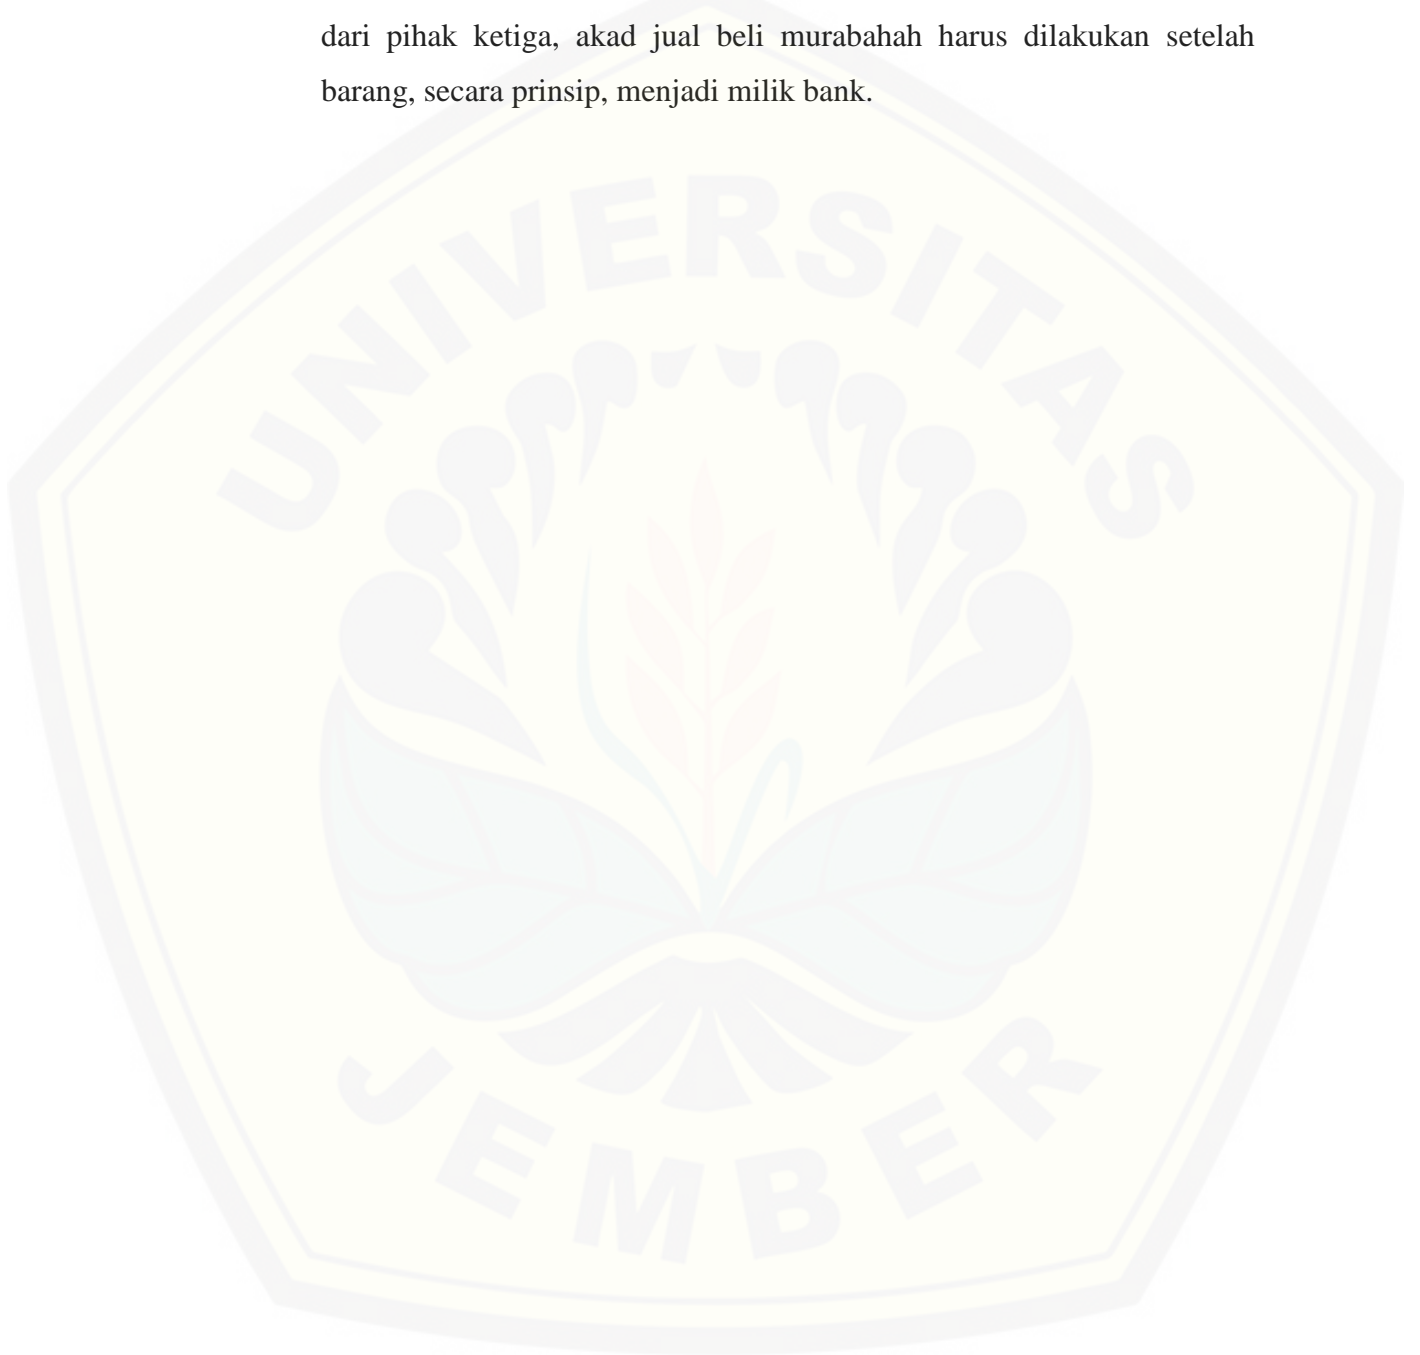 dari pihak ketiga, akad jual beli murabahah harus dilakukan setelah
barang, secara prinsip, menjadi milik bank.
UNIVERSITAS
JEMBER